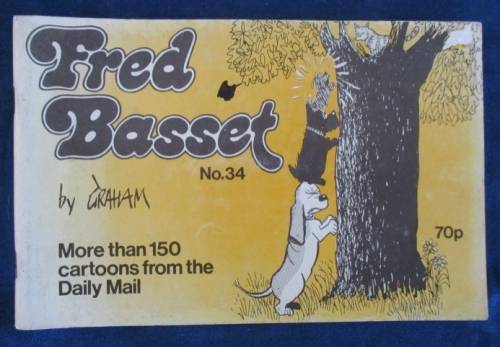 Fred
Basset
No.34
by GRAHAM
More than 150
cartoons from the
Daily Mail
70p